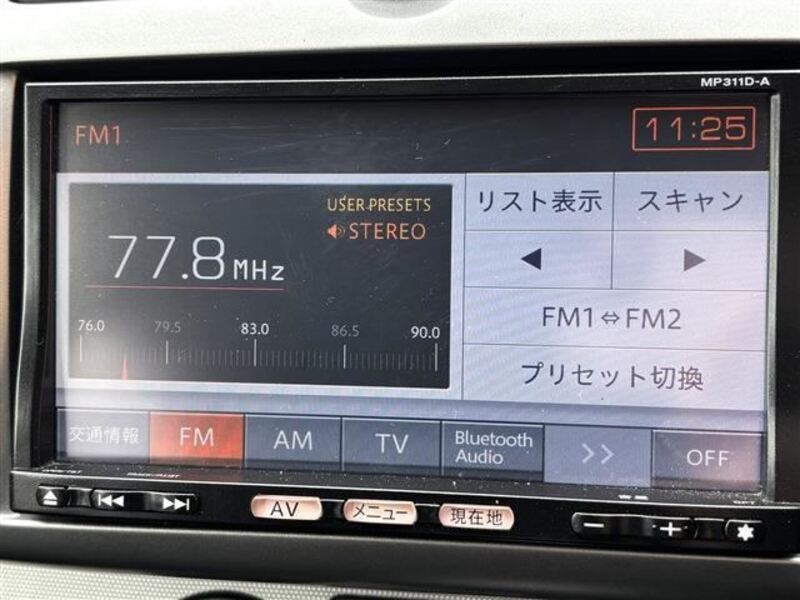 MP311D-A
FM1
11:25
USER PRESETS
STEREO
77.8MHz
76.0 79.5 83.0 86.5 90.0
リスト表示 スキャン
◀ ▶
FM1⇔FM2
プリセット切換
交通情報 FM AM TV Bluetooth Audio >> OFF
AV メニュー 現在地
− +